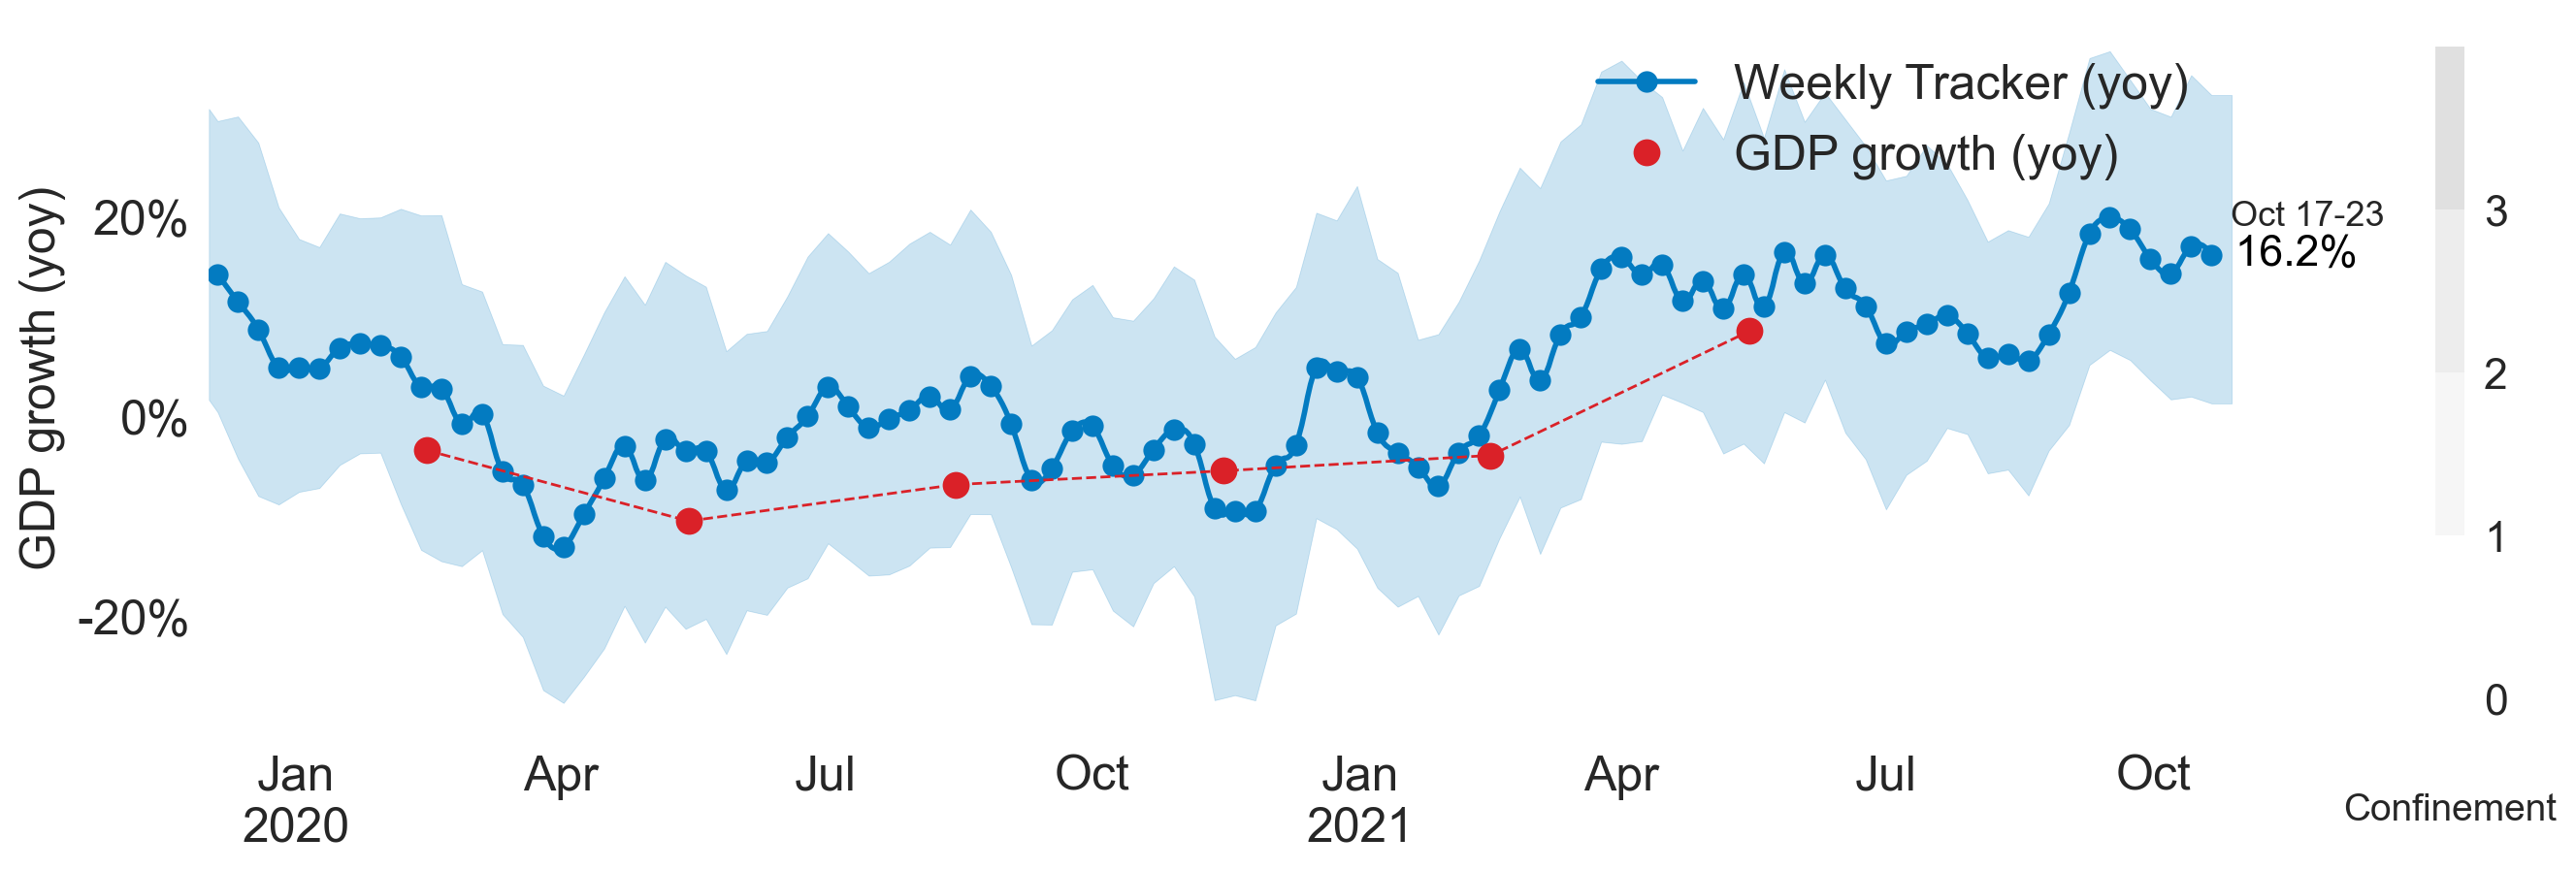 Weekly Tracker (yoy)
GDP growth (yoy)
GDP growth (yoy)
20%
0%
-20%
Oct 17-23
16.2%
3
2
1
0
Jan Apr Jul Oct Jan Apr Jul Oct
2020 2021
Confinement